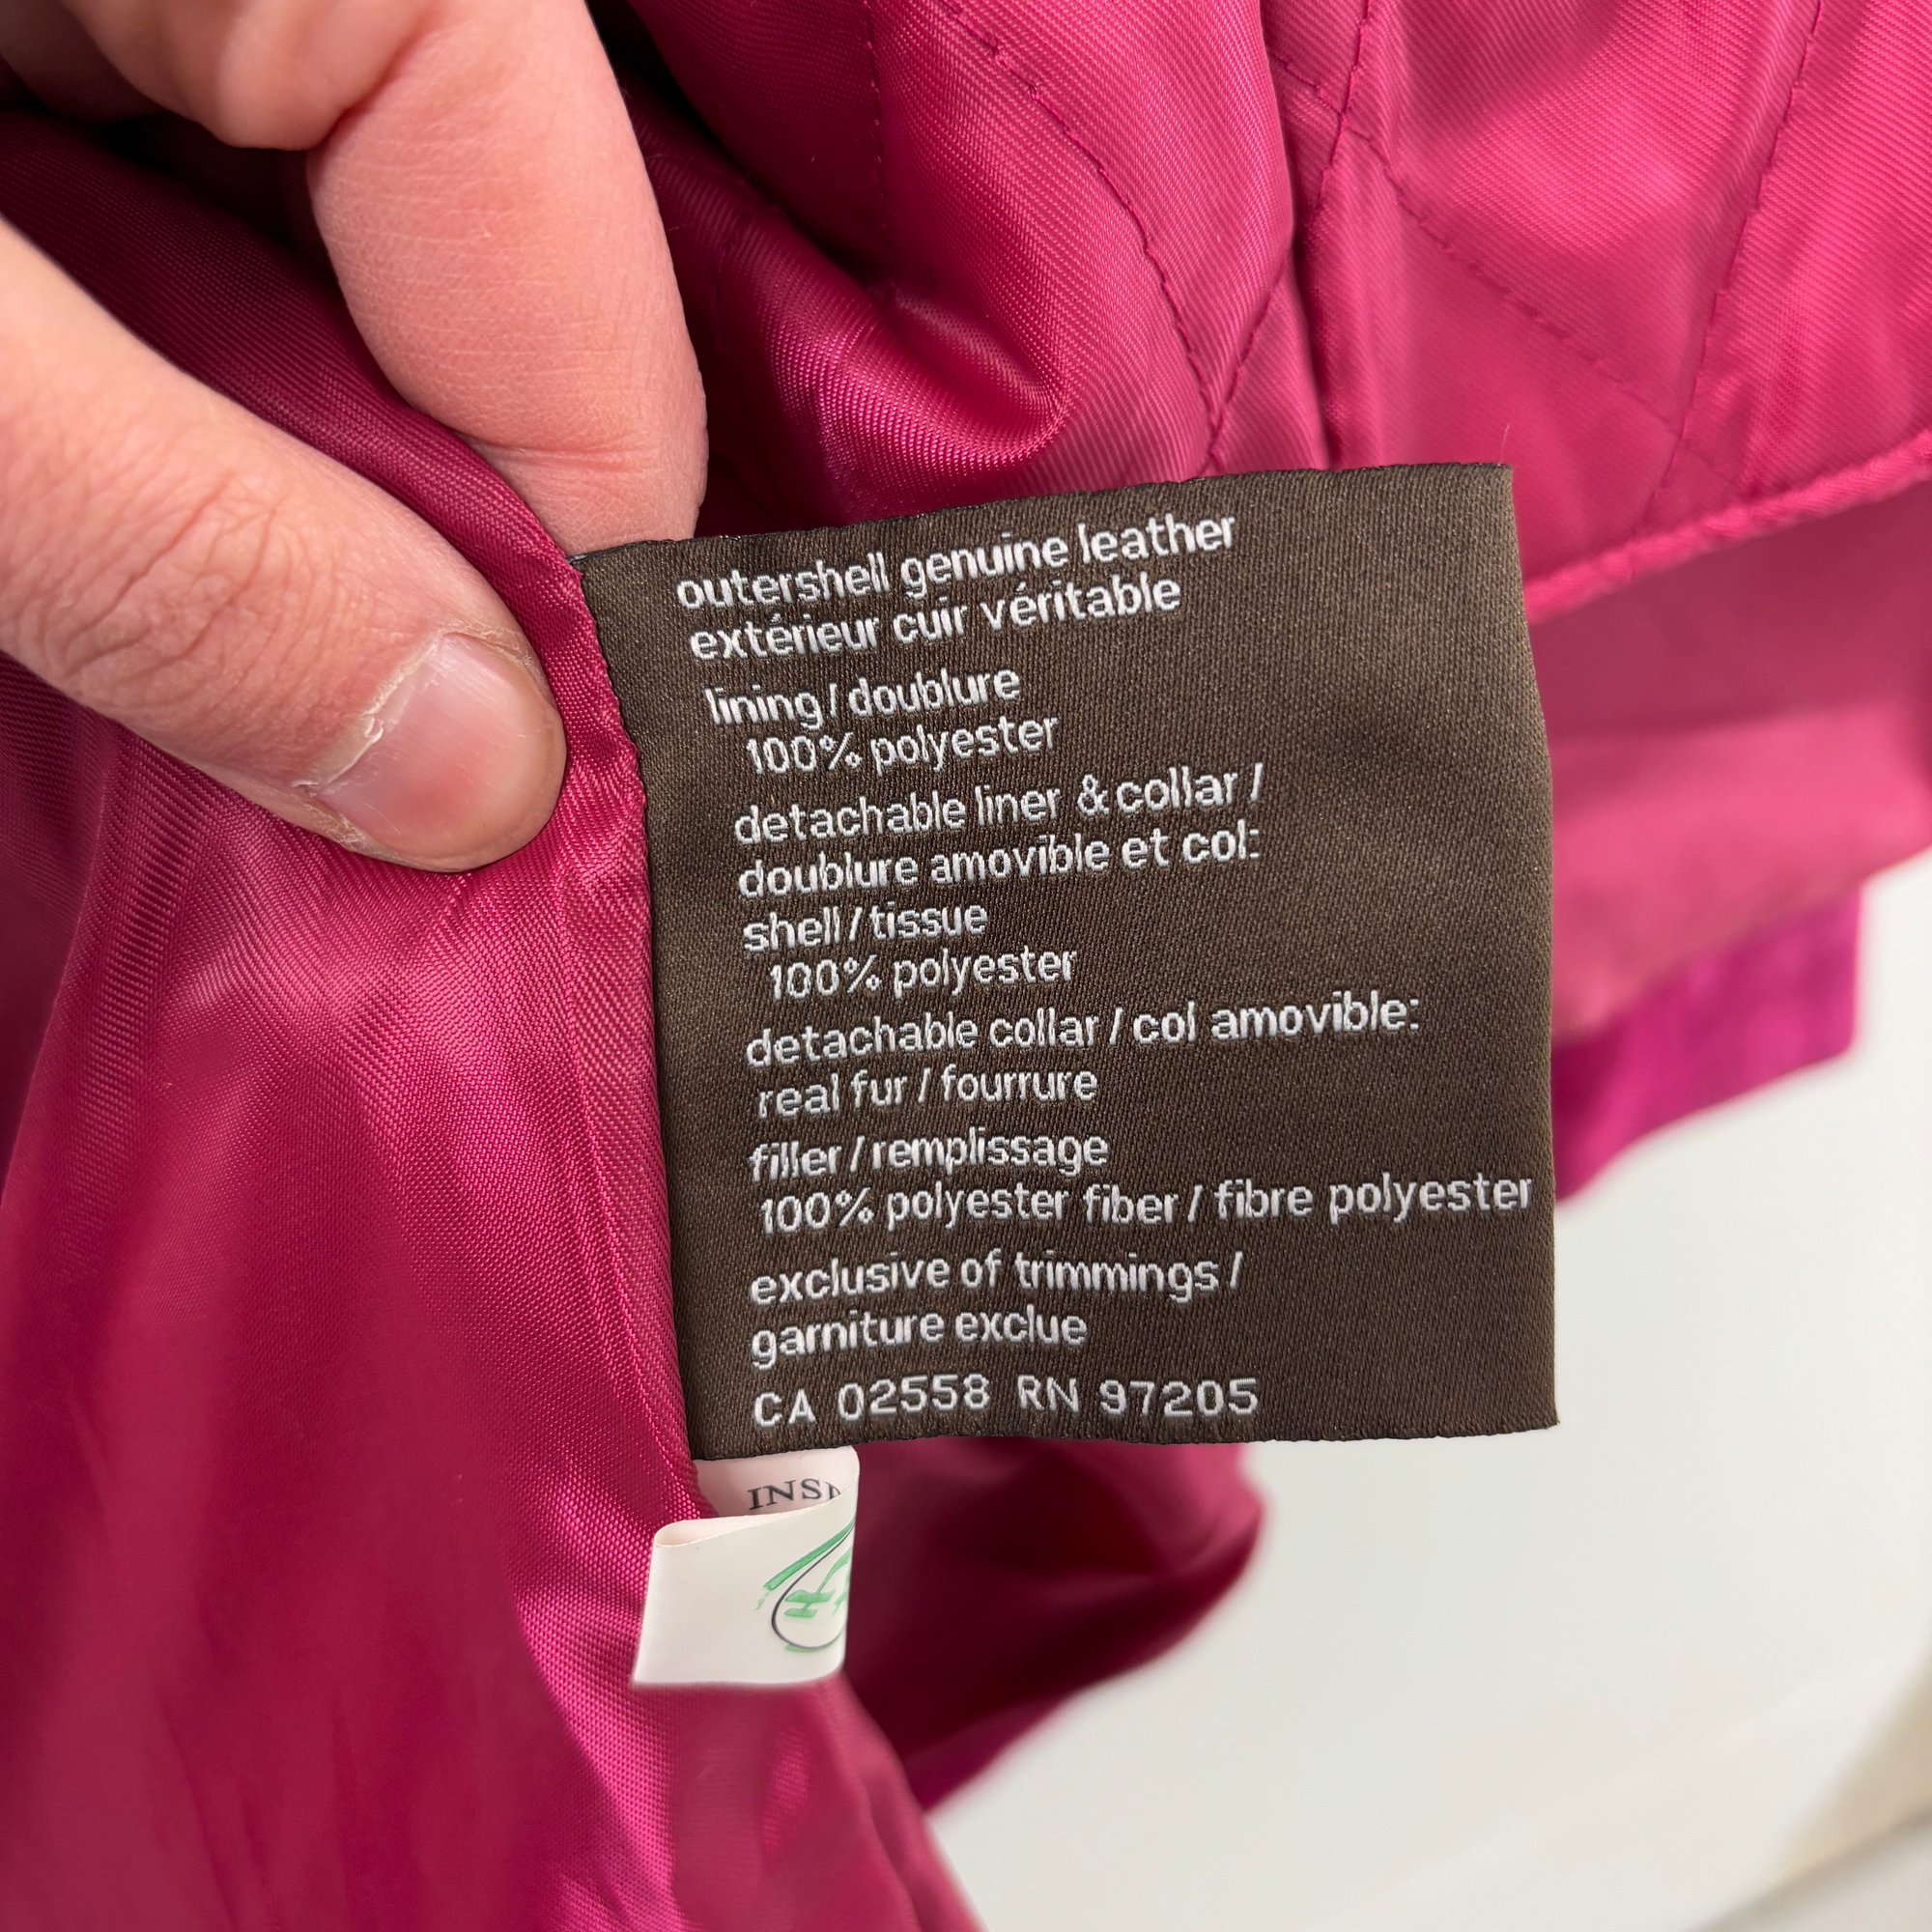 outershell genuine leather
extérieur cuir véritable
lining / doublure
100% polyester
detachable liner & collar /
doublure amovible et col:
shell / tissue
100% polyester
detachable collar / col amovible:
real fur / fourrure
filler / remplissage
100% polyester fiber / fibre polyester
exclusive of trimmings /
garniture exclue
CA 02558 RN 97205